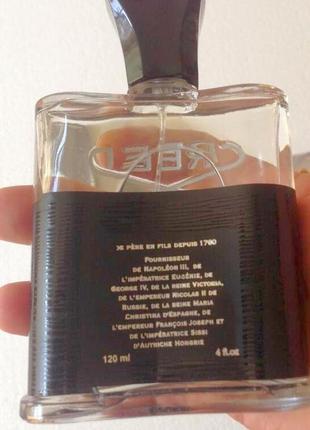 CREED
DE PÈRE EN FILS DEPUIS 1760
FOURNISSEUR
DE NAPOLÉON III, DE
L'IMPÉRATRICE EUGÉNIE, DE
GEORGE IV, DE LA REINE VICTORIA,
DE L'EMPEREUR NICOLAS II DE
RUSSIE, DE LA REINE MARIA
CHRISTINA D'ESPAGNE, DE
L'EMPEREUR FRANÇOIS JOSEPH ET
DE L'IMPÉRATRICE SISSI
D'AUTRICHE HONGRIE
120 ml 4 fl.oz